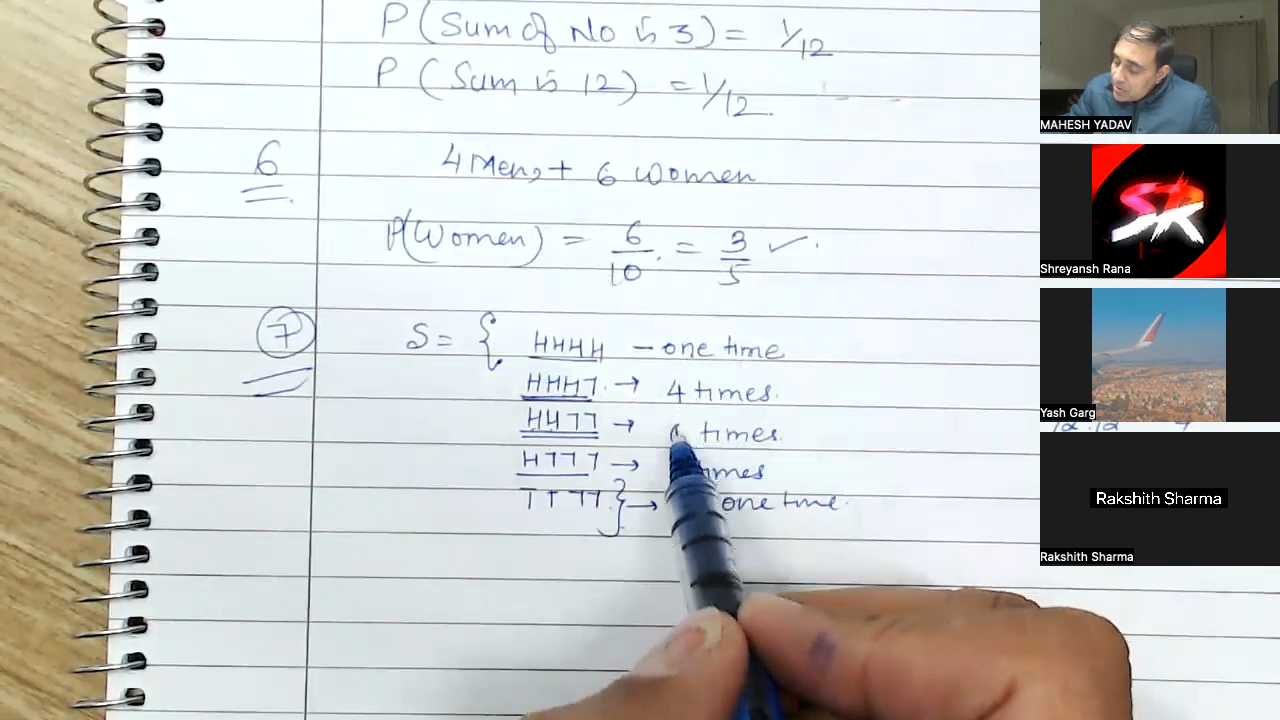 P(Sum of No is 3) = 1/12
P (Sum is 12) = 1/12.
6
4 Men, + 6 Women
P(Women) = 6/10 = 3/5 ✓.
7
S = { HHHH - one time
HHHT. → 4 times.
HHTT → times.
HTTT →
TTTT. } → one time.
MAHESH YADAV
SR
Shreyansh Rana
Yash Garg
Rakshith Sharma
Rakshith Sharma